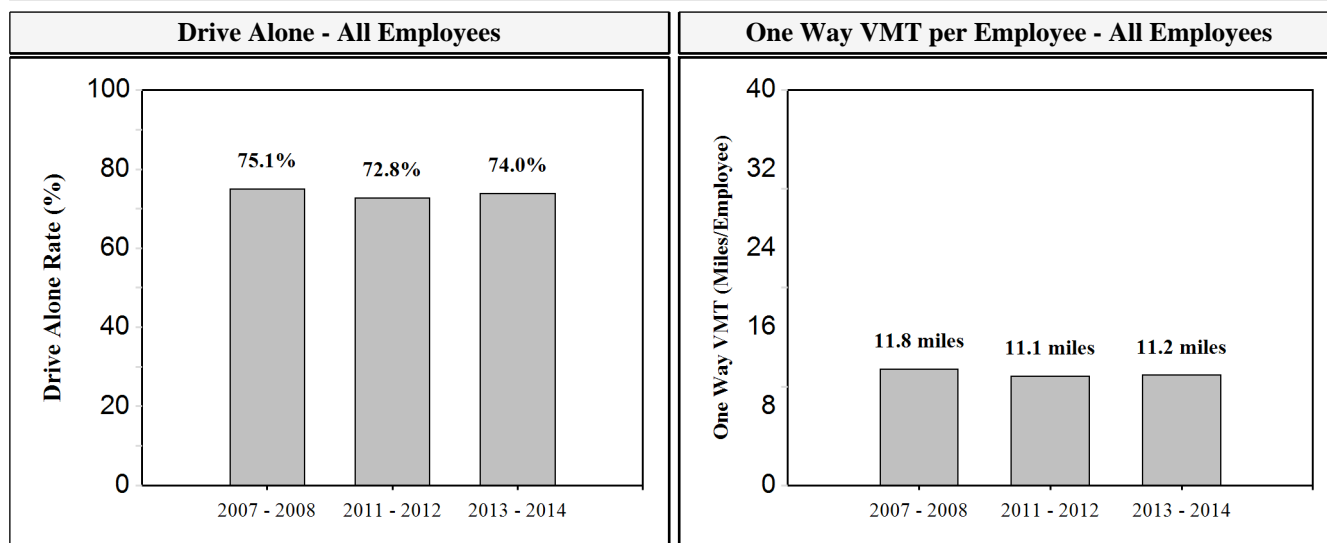 Drive Alone - All Employees
Drive Alone Rate (%)
100
80
60
40
20
0
75.1%
72.8%
74.0%
2007 - 2008
2011 - 2012
2013 - 2014
One Way VMT per Employee - All Employees
One Way VMT (Miles/Employee)
40
32
24
16
8
0
11.8 miles
11.1 miles
11.2 miles
2007 - 2008
2011 - 2012
2013 - 2014